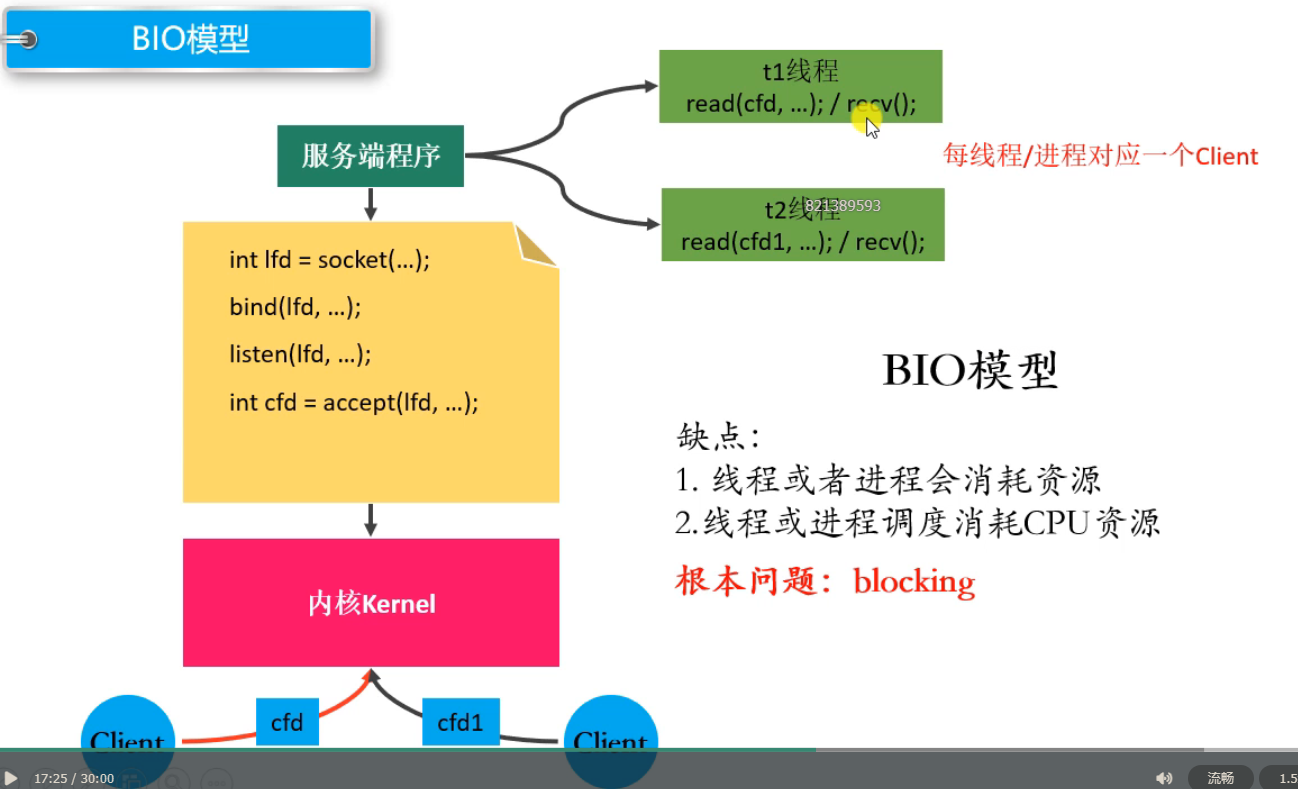 BIO模型
t1线程
read(cfd, ...); / recv();
每线程/进程对应一个Client
服务端程序
t2线程
821389593
read(cfd1, ...); / recv();
int lfd = socket(...);
bind(lfd, ...);
listen(lfd, ...);
int cfd = accept(lfd, ...);
BIO模型
缺点：
1. 线程或者进程会消耗资源
2.线程或进程调度消耗CPU资源
根本问题：blocking
内核Kernel
cfd
cfd1
Client
Client
17:25 / 30:00
流畅
1.5